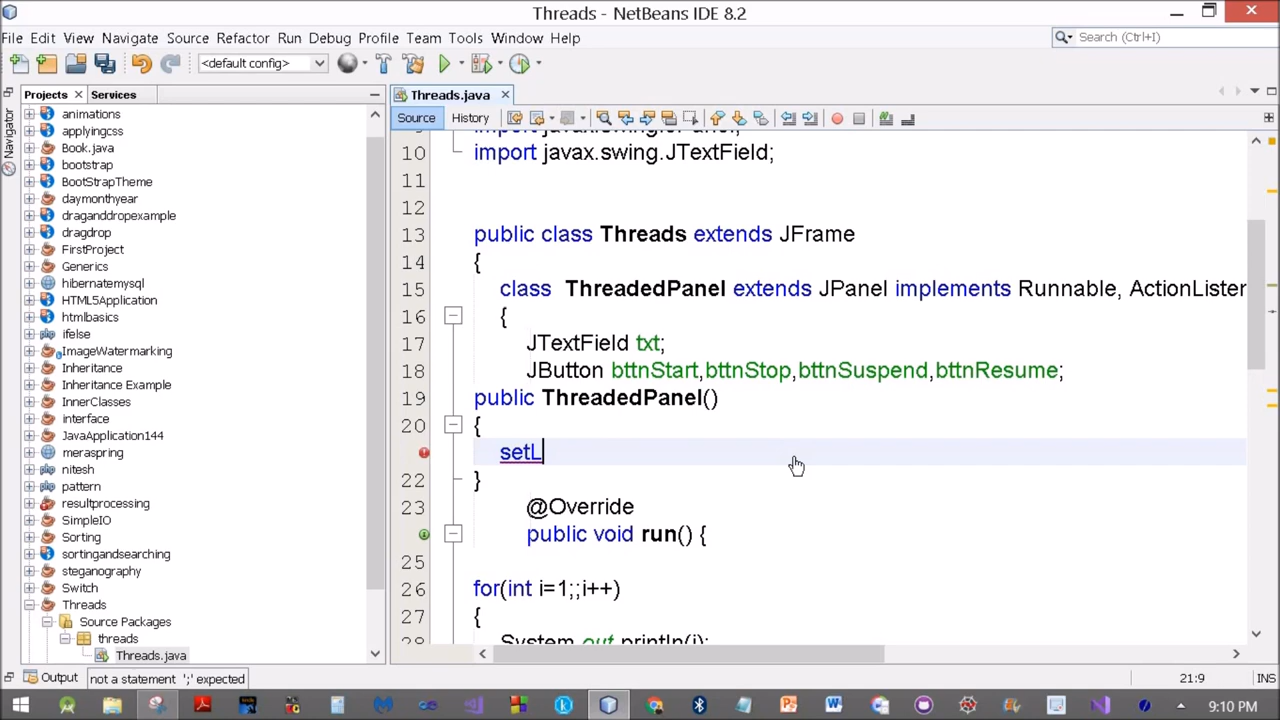 Threads - NetBeans IDE 8.2
File Edit View Navigate Source Refactor Run Debug Profile Team Tools Window Help
Search (Ctrl+I)
<default config>
Projects
Services
Navigator
animations
applyingcss
Book.java
bootstrap
BootStrapTheme
daymonthyear
draganddropexample
dragdrop
FirstProject
Generics
hibernatemysql
HTML5Application
htmlbasics
ifelse
ImageWatermarking
Inheritance
Inheritance Example
InnerClasses
interface
JavaApplication144
meraspring
nitesh
pattern
resultprocessing
SimpleIO
Sorting
sortingandsearching
steganography
Switch
Threads
Source Packages
threads
Threads.java
Threads.java
Source History
10 import javax.swing.JTextField;
11
12
13 public class Threads extends JFrame
14 {
15 class ThreadedPanel extends JPanel implements Runnable, ActionListen
16 {
17 JTextField txt;
18 JButton bttnStart,bttnStop,bttnSuspend,bttnResume;
19 public ThreadedPanel()
20 {
setL
22 }
23 @Override
public void run() {
25
26 for(int i=1;;i++)
27 {
28 System.out.println(i);
Output
not a statement ';' expected
21:9
INS
9:10 PM